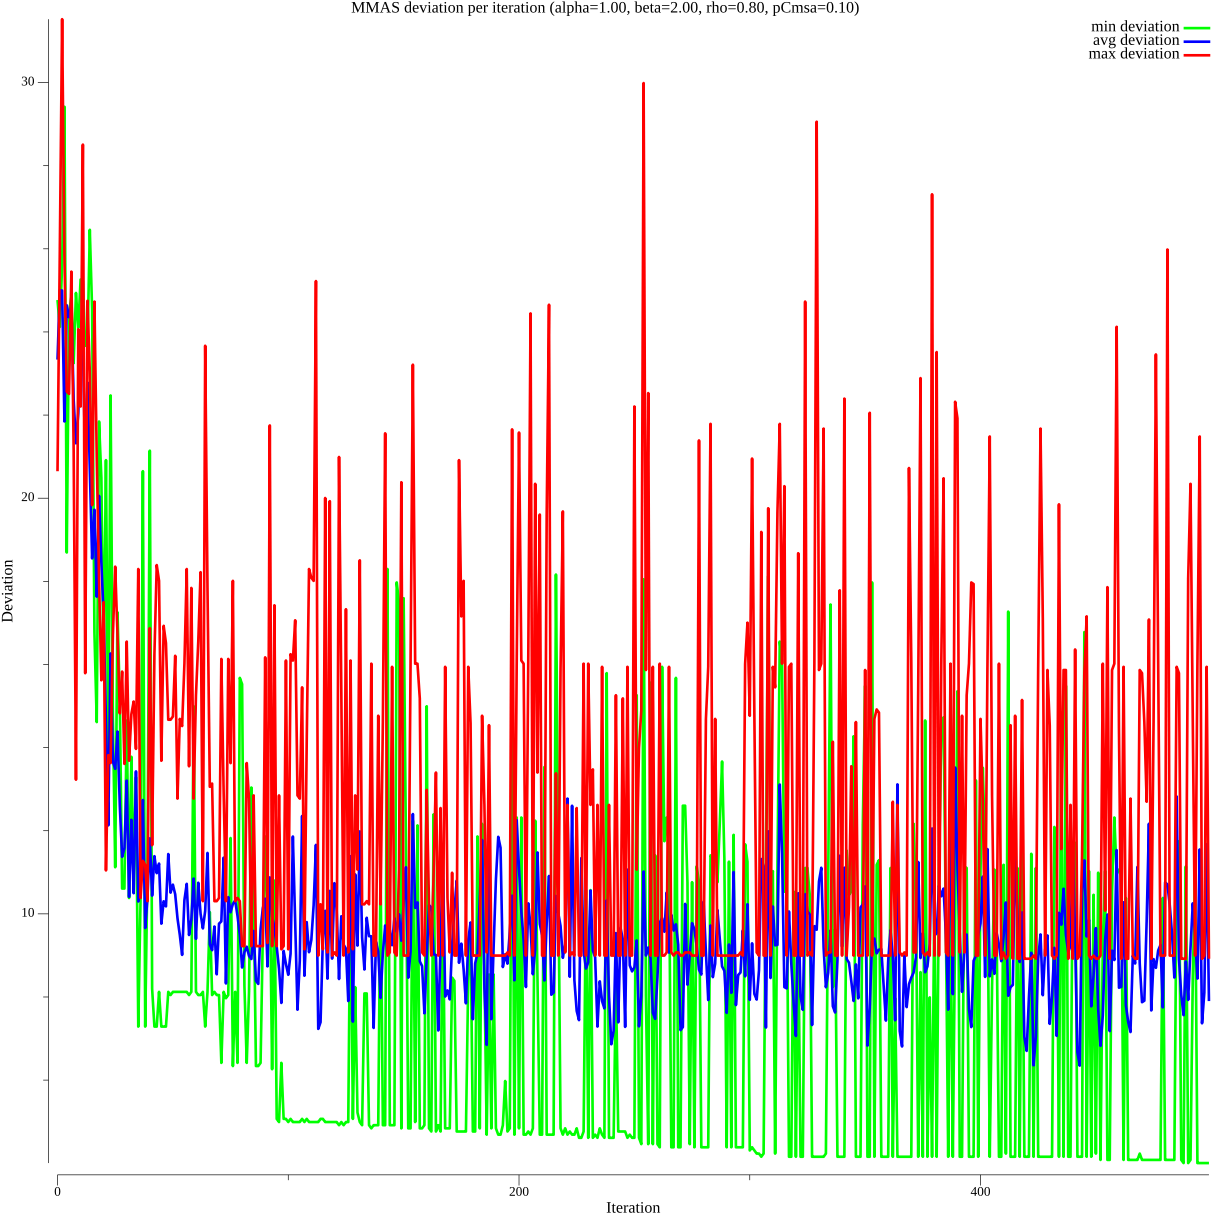 MMAS deviation per iteration (alpha=1.00, beta=2.00, rho=0.80, pCmsa=0.10)
min deviation
avg deviation
max deviation
30
20
10
Deviation
0
200
400
Iteration